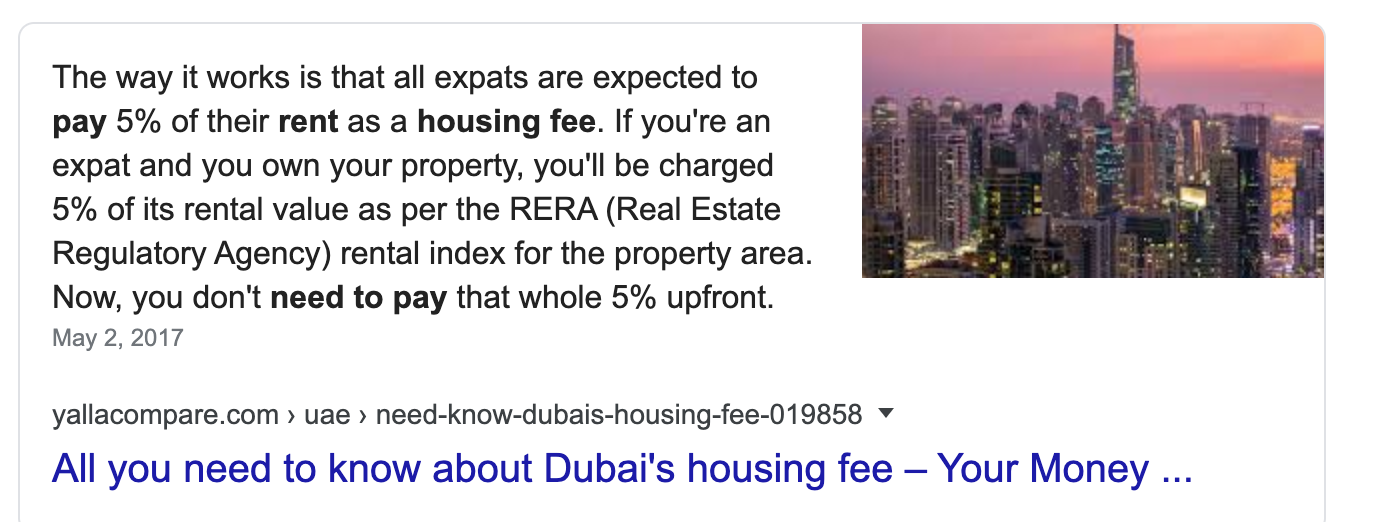 The way it works is that all expats are expected to
pay 5% of their rent as a housing fee. If you're an
expat and you own your property, you'll be charged
5% of its rental value as per the RERA (Real Estate
Regulatory Agency) rental index for the property area.
Now, you don't need to pay that whole 5% upfront.
May 2, 2017
yallacompare.com › uae › need-know-dubais-housing-fee-019858
All you need to know about Dubai's housing fee – Your Money ...